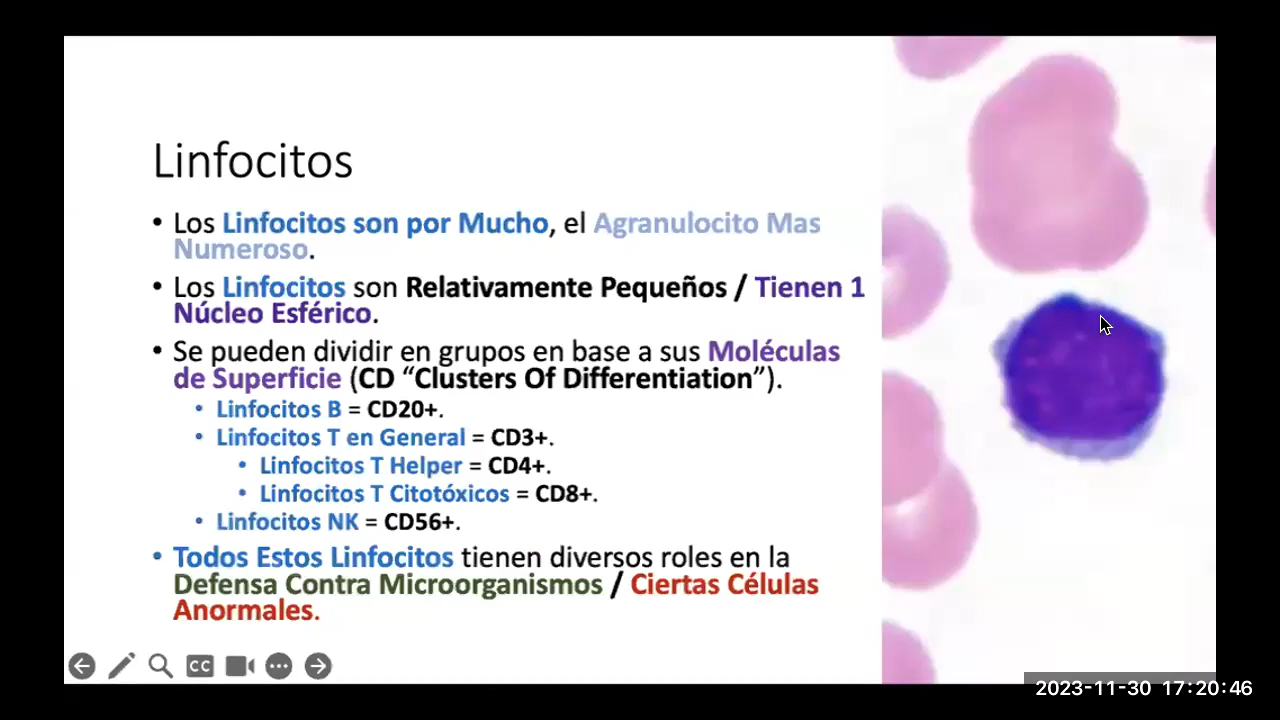 Linfocitos
• Los Linfocitos son por Mucho, el Agranulocito Mas
Numeroso.
• Los Linfocitos son Relativamente Pequeños / Tienen 1
Núcleo Esférico.
• Se pueden dividir en grupos en base a sus Moléculas
de Superficie (CD “Clusters Of Differentiation”).
• Linfocitos B = CD20+.
• Linfocitos T en General = CD3+.
• Linfocitos T Helper = CD4+.
• Linfocitos T Citotóxicos = CD8+.
• Linfocitos NK = CD56+.
• Todos Estos Linfocitos tienen diversos roles en la
Defensa Contra Microorganismos / Ciertas Células
Anormales.
CC
2023-11-30 17:20:46